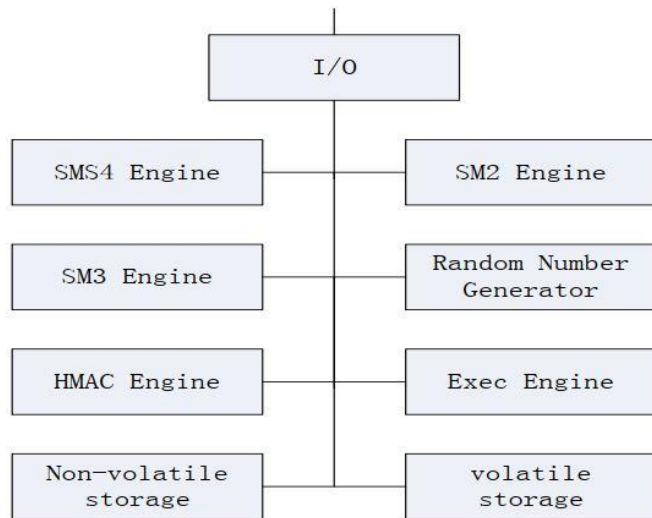 I/O
SMS4 Engine
SM2 Engine
SM3 Engine
Random Number
Generator
HMAC Engine
Exec Engine
Non-volatile
storage
volatile
storage